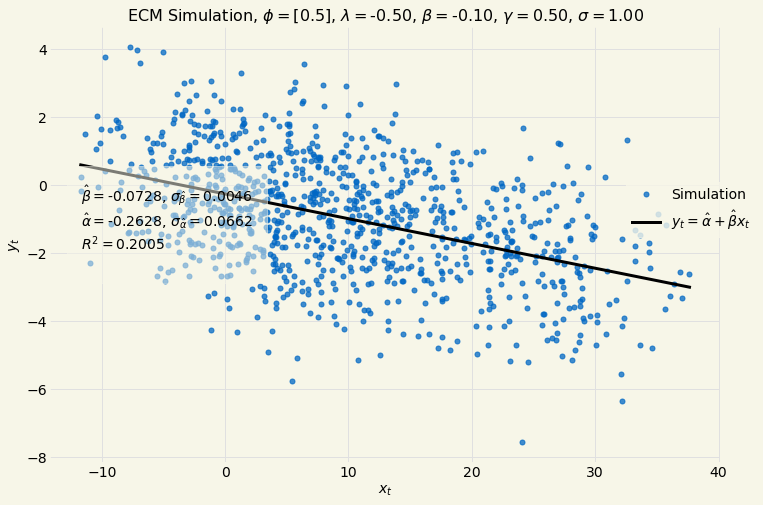 ECM Simulation, ϕ = [0.5], λ = -0.50, β = -0.10, γ = 0.50, σ = 1.00
4
2
0
−2
−4
−6
−8
y_t
β̂ = -0.0728, σ_β̂ = 0.0046
α̂ = -0.2628, σ_α̂ = 0.0662
R² = 0.2005
Simulation
y_t = α̂ + β̂x_t
−10
0
10
20
30
40
x_t